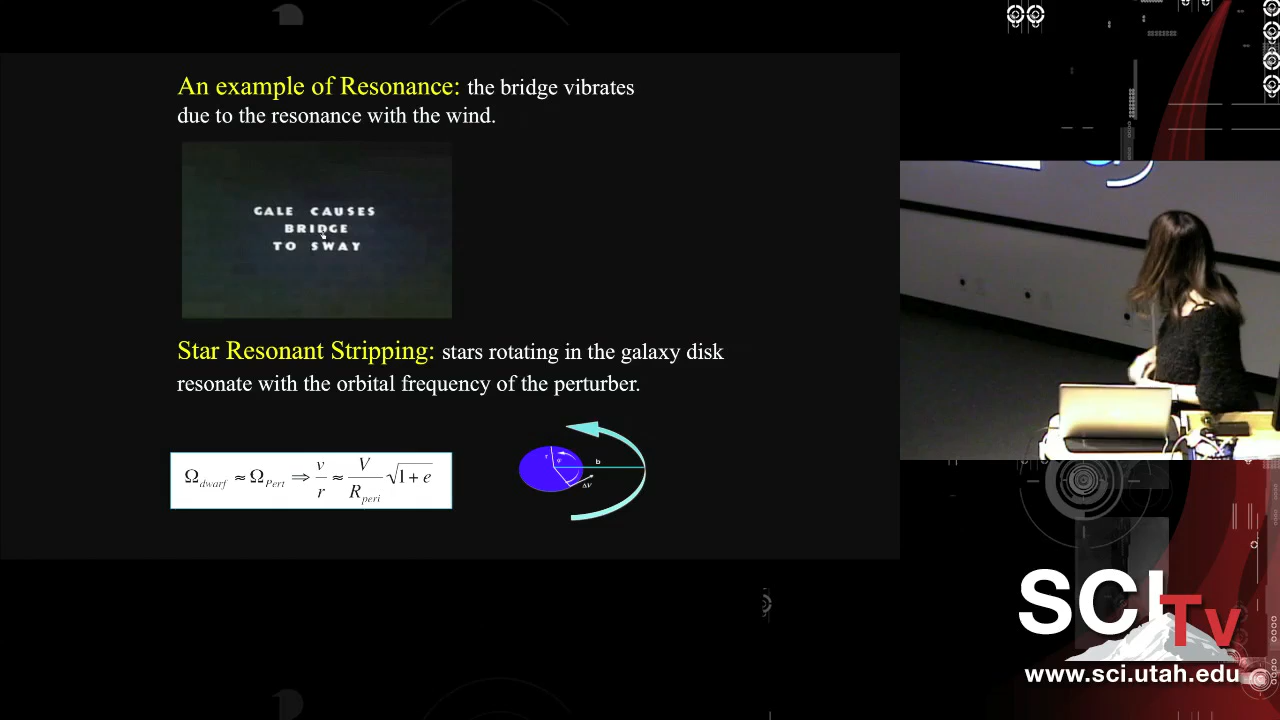 An example of Resonance: the bridge vibrates
due to the resonance with the wind.
GALE CAUSES
BRIDGE
TO SWAY
Star Resonant Stripping: stars rotating in the galaxy disk
resonate with the orbital frequency of the perturber.
Ω_dwarf ≈ Ω_Pert ⇒ v/r ≈ V/R_peri √1 + e
r φ b
ΔV
SCI
Tv
www.sci.utah.edu